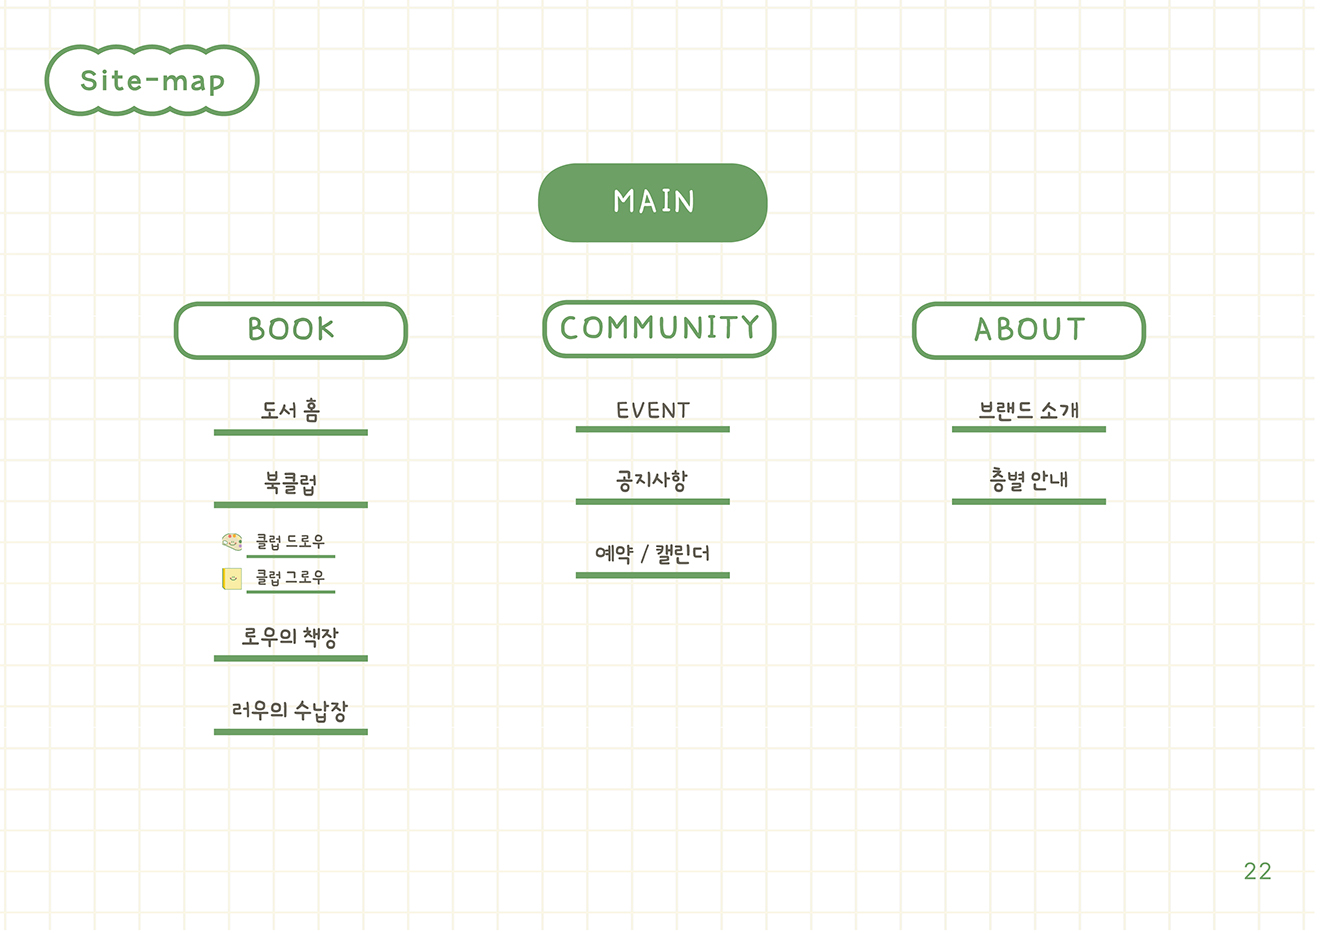 Site-map
MAIN
BOOK
도서 홈
북클럽
클럽 드로우
클럽 그로우
로우의 책장
러우의 수납장
COMMUNITY
EVENT
공지사항
예약 / 캘린더
ABOUT
브랜드 소개
층별 안내
22